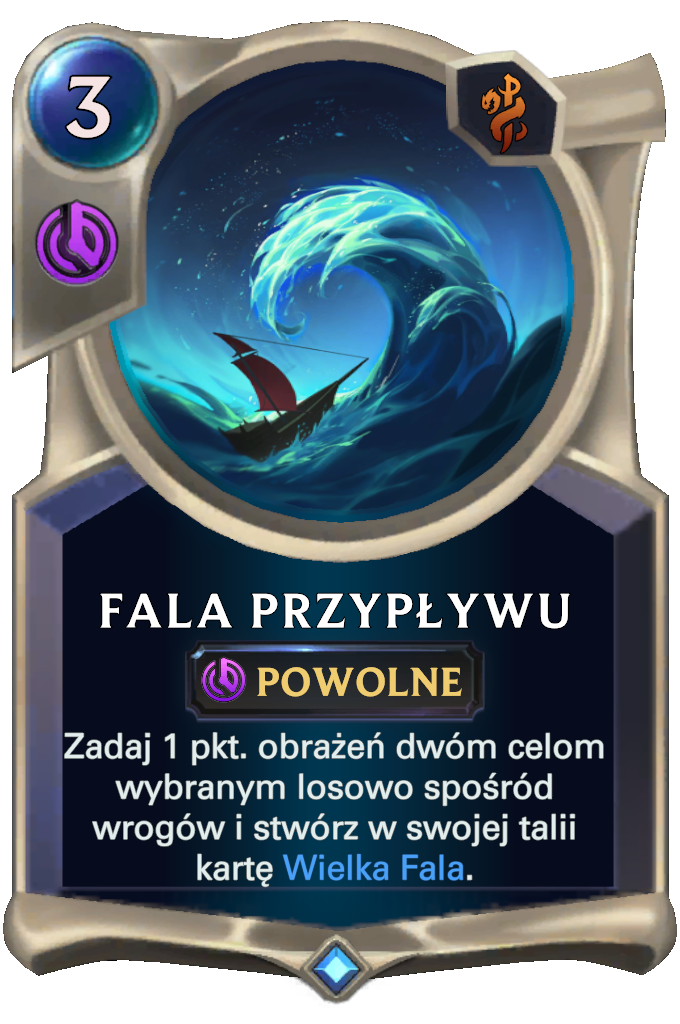 3
FALA PRZYPŁYWU
POWOLNE
Zadaj 1 pkt. obrażeń dwóm celom
wybranym losowo spośród
wrogów i stwórz w swojej talii
kartę Wielka Fala.